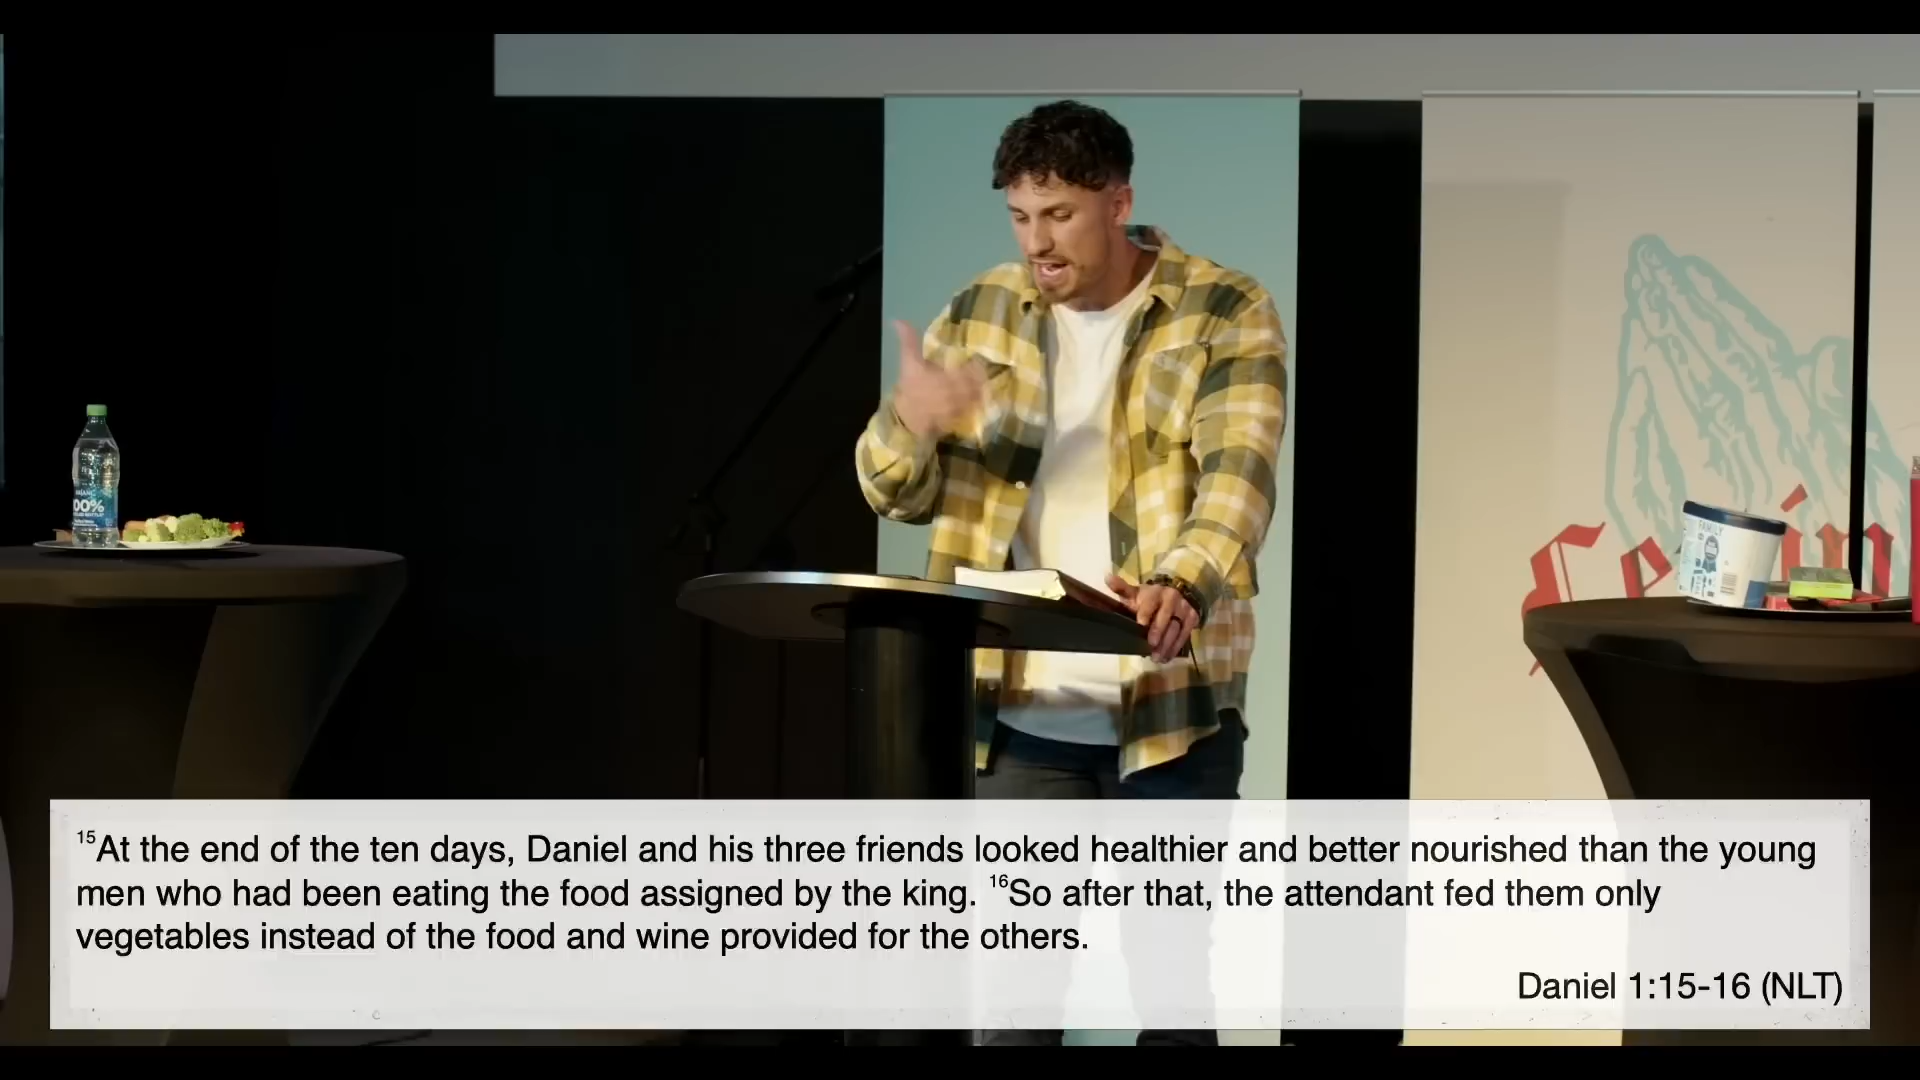 00%
FAMILY
¹⁵At the end of the ten days, Daniel and his three friends looked healthier and better nourished than the young
men who had been eating the food assigned by the king. ¹⁶So after that, the attendant fed them only
vegetables instead of the food and wine provided for the others.
Daniel 1:15-16 (NLT)